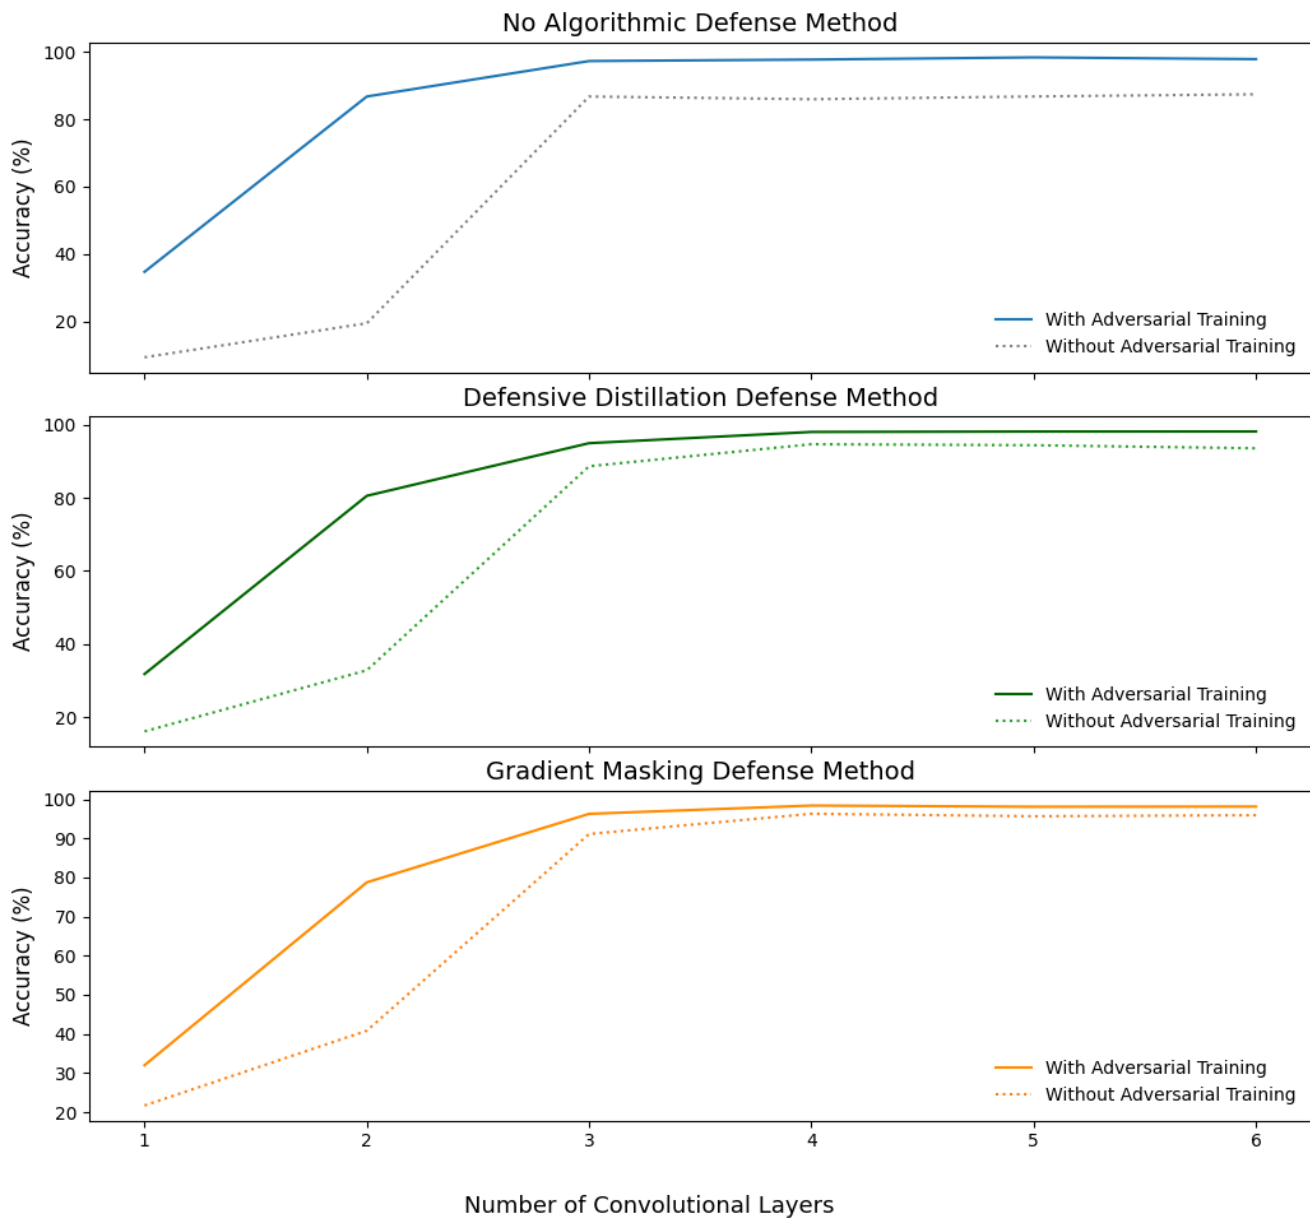 No Algorithmic Defense Method
100
80
60
40
20
Accuracy (%)
With Adversarial Training
Without Adversarial Training
Defensive Distillation Defense Method
100
80
60
40
20
Accuracy (%)
With Adversarial Training
Without Adversarial Training
Gradient Masking Defense Method
100
90
80
70
60
50
40
30
20
Accuracy (%)
With Adversarial Training
Without Adversarial Training
1 2 3 4 5 6
Number of Convolutional Layers